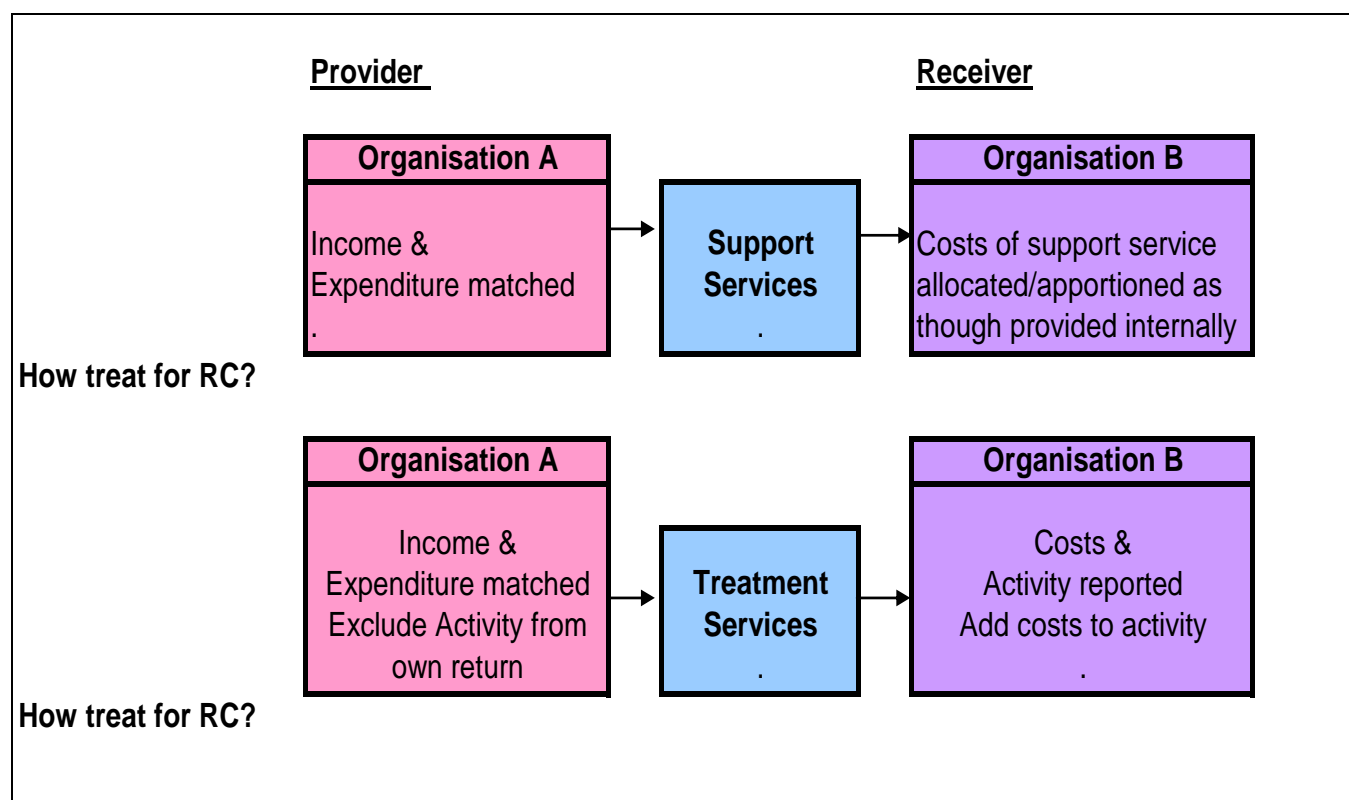 Provider
Receiver
Organisation A
Organisation B
Income &
Expenditure matched
.
Support
Services
.
Costs of support service
allocated/apportioned as
though provided internally
How treat for RC?
Organisation A
Organisation B
Income &
Expenditure matched
Exclude Activity from
own return
Treatment
Services
.
Costs &
Activity reported
Add costs to activity
.
How treat for RC?